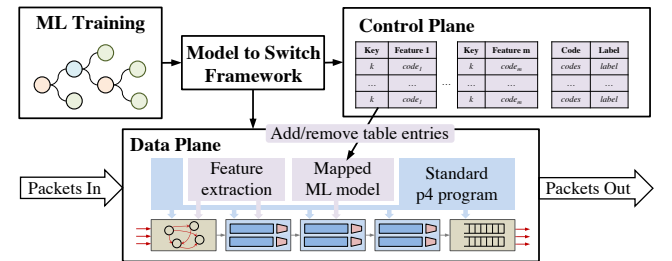 ML Training
Model to Switch
Framework
Control Plane
Key Feature 1
k code1
... ...
k code1
...
Key Feature m
k codem
... ...
k codem
Code Label
codes label
... ...
codes label
Add/remove table entries
Data Plane
Packets In
Feature
extraction
Mapped
ML model
Standard
p4 program
Packets Out